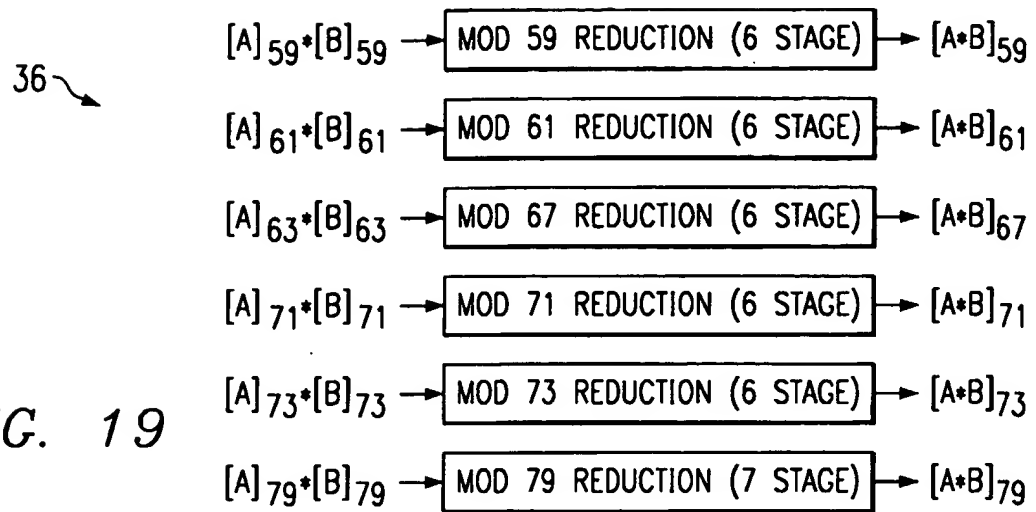 [A]59*[B]59 MOD 59 REDUCTION (6 STAGE) [A*B]59
36
[A]61*[B]61 MOD 61 REDUCTION (6 STAGE) [A*B]61
[A]63*[B]63 MOD 67 REDUCTION (6 STAGE) [A*B]67
[A]71*[B]71 MOD 71 REDUCTION (6 STAGE) [A*B]71
[A]73*[B]73 MOD 73 REDUCTION (6 STAGE) [A*B]73
G. 19
[A]79*[B]79 MOD 79 REDUCTION (7 STAGE) [A*B]79